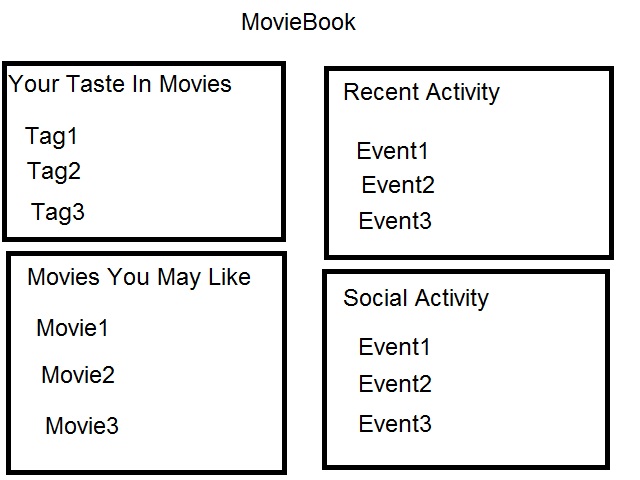 MovieBook
Your Taste In Movies
Tag1
Tag2
Tag3
Movies You May Like
Movie1
Movie2
Movie3
Recent Activity
Event1
Event2
Event3
Social Activity
Event1
Event2
Event3